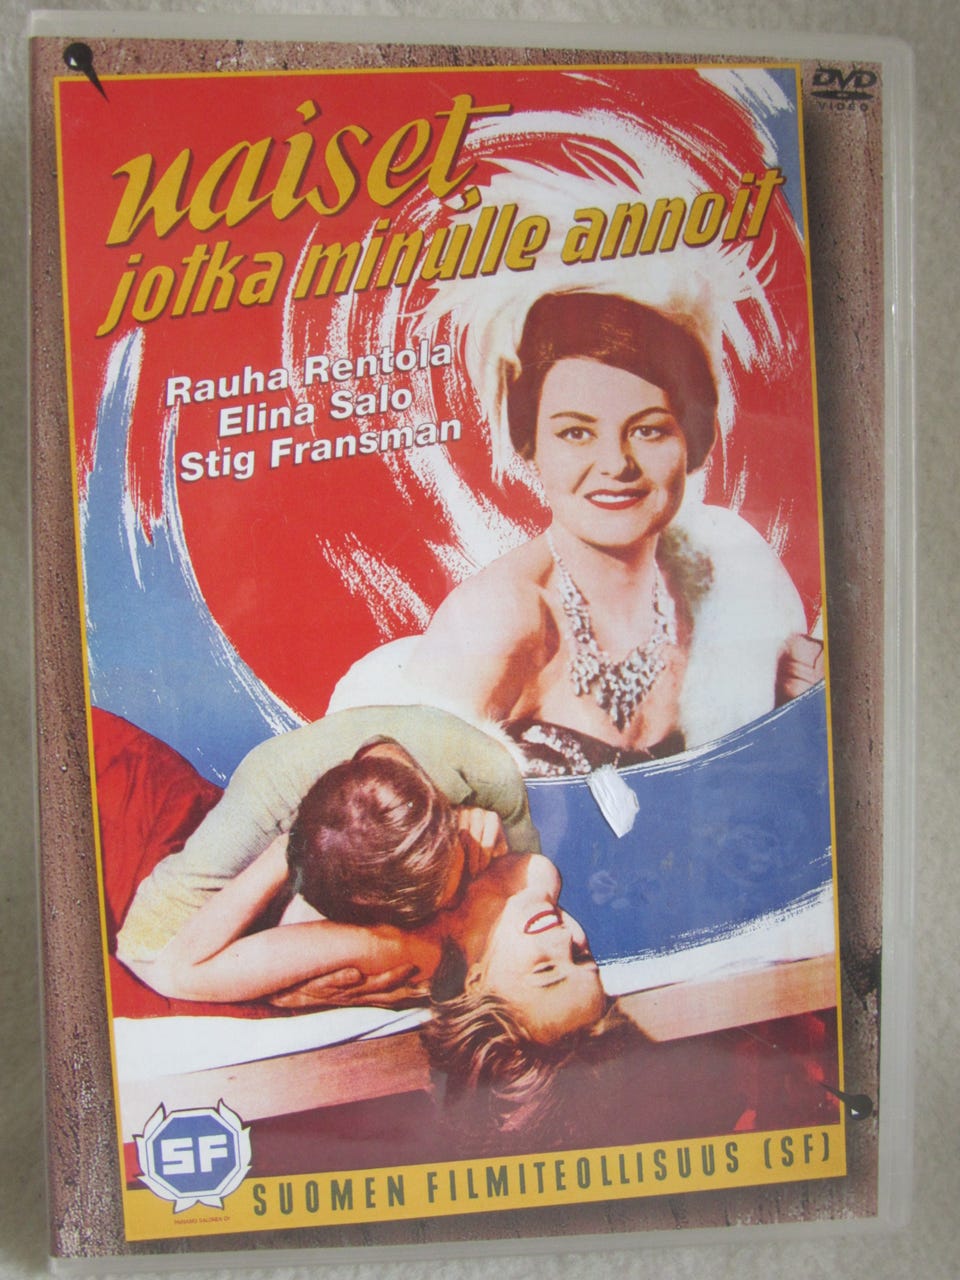 DVD
VIDEO
naiset,
jotka minulle annoit
Rauha Rentola
Elina Salo
Stig Fransman
SF
SUOMEN FILMITEOLLISUUS (SF)